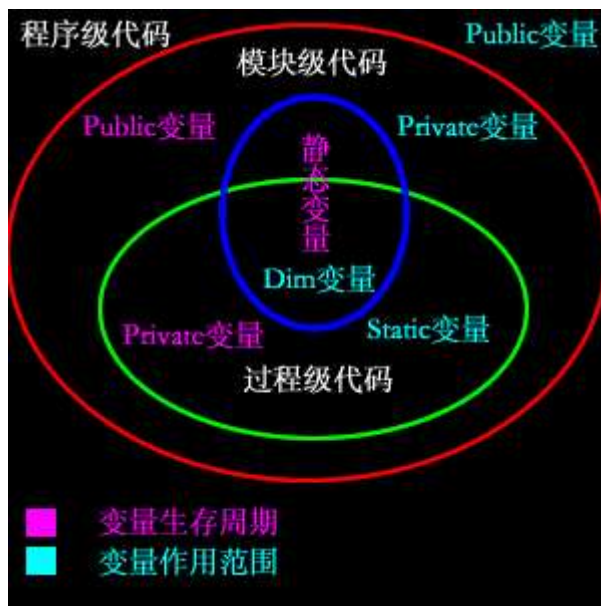 程序级代码
Public变量
模块级代码
Public变量
Private变量
静态变量
Dim变量
Private变量
Static变量
过程级代码
变量生存周期
变量作用范围